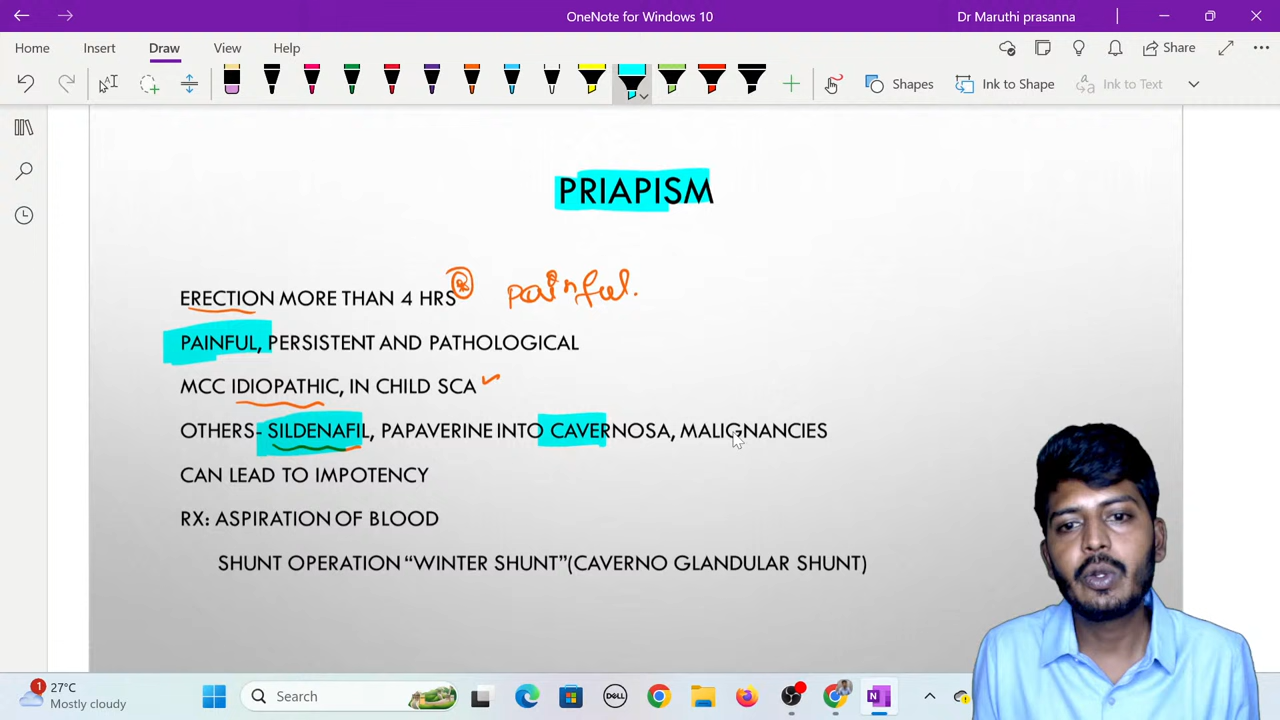 OneNote for Windows 10
Dr Maruthi prasanna
Home Insert Draw View Help
Share
Shapes
Ink to Shape
Ink to Text
PRIAPISM
ERECTION MORE THAN 4 HRS painful.
PAINFUL, PERSISTENT AND PATHOLOGICAL
MCC IDIOPATHIC, IN CHILD SCA
OTHERS- SILDENAFIL, PAPAVERINE INTO CAVERNOSA, MALIGNANCIES
CAN LEAD TO IMPOTENCY
RX: ASPIRATION OF BLOOD
SHUNT OPERATION “WINTER SHUNT”(CAVERNO GLANDULAR SHUNT)
1
27°C
Mostly cloudy
Search
DELL